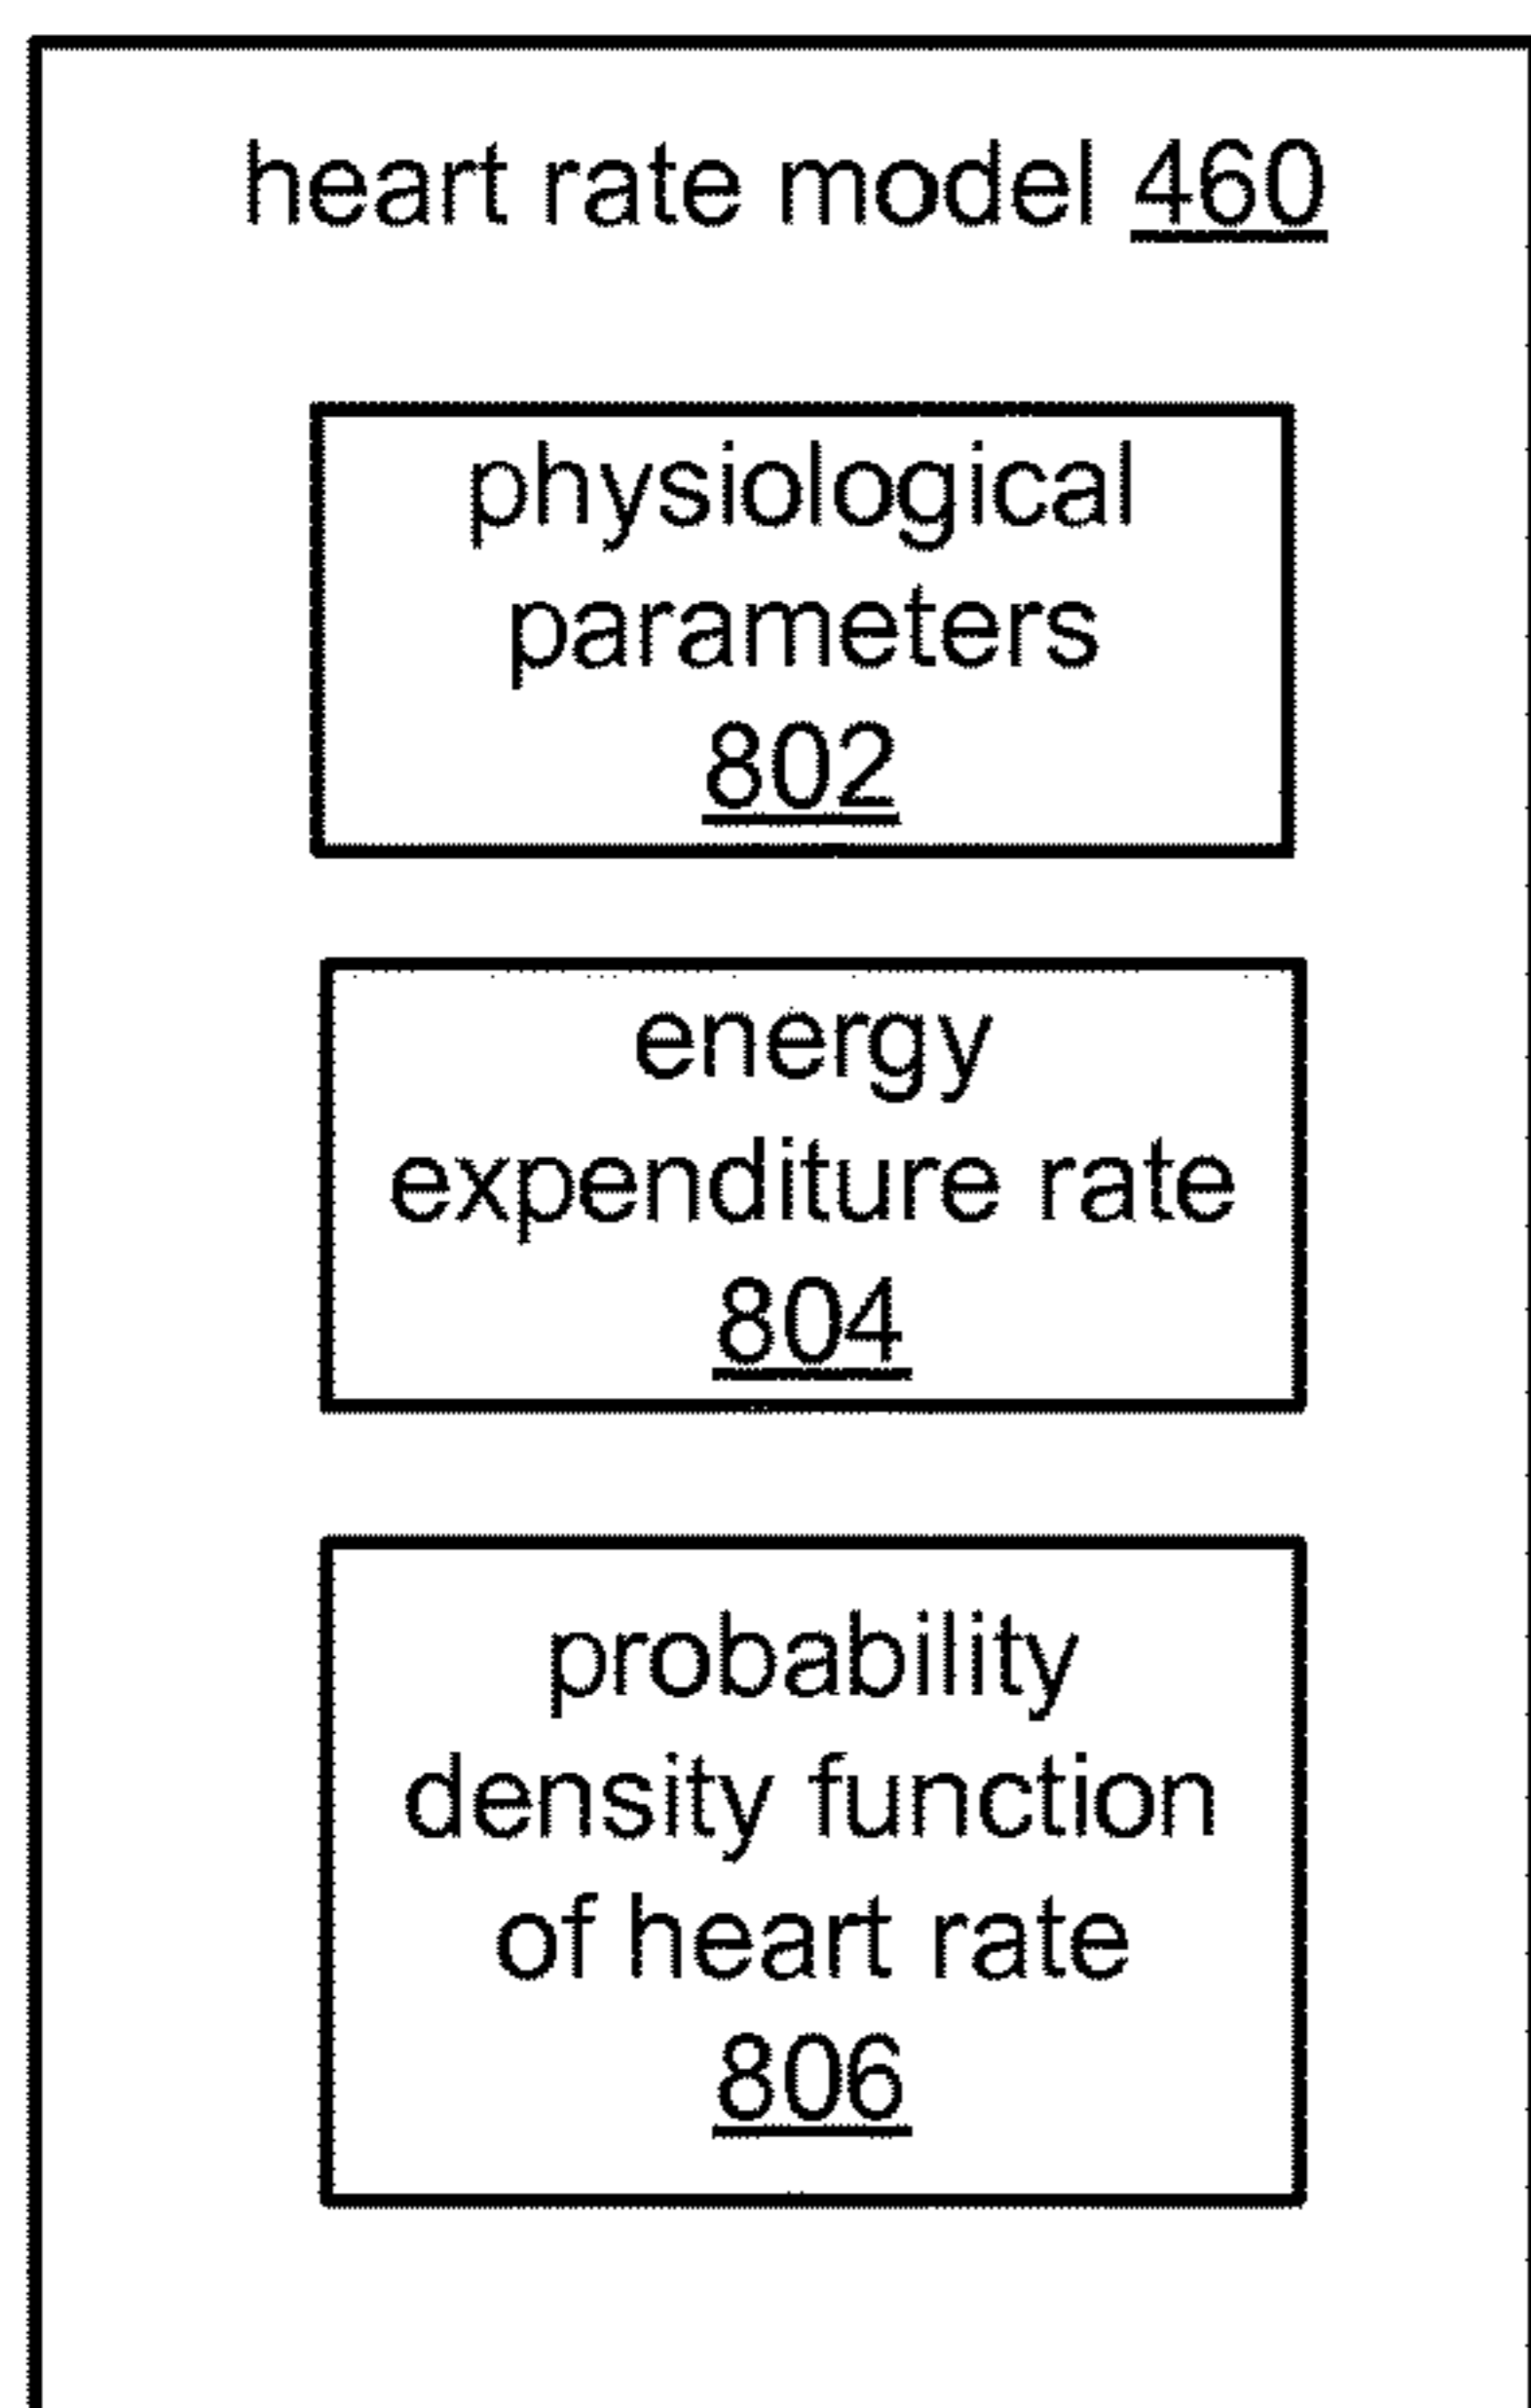 heart rate model 460
physiological
parameters
802
energy
expenditure rate
804
probability
density function
of heart rate
806